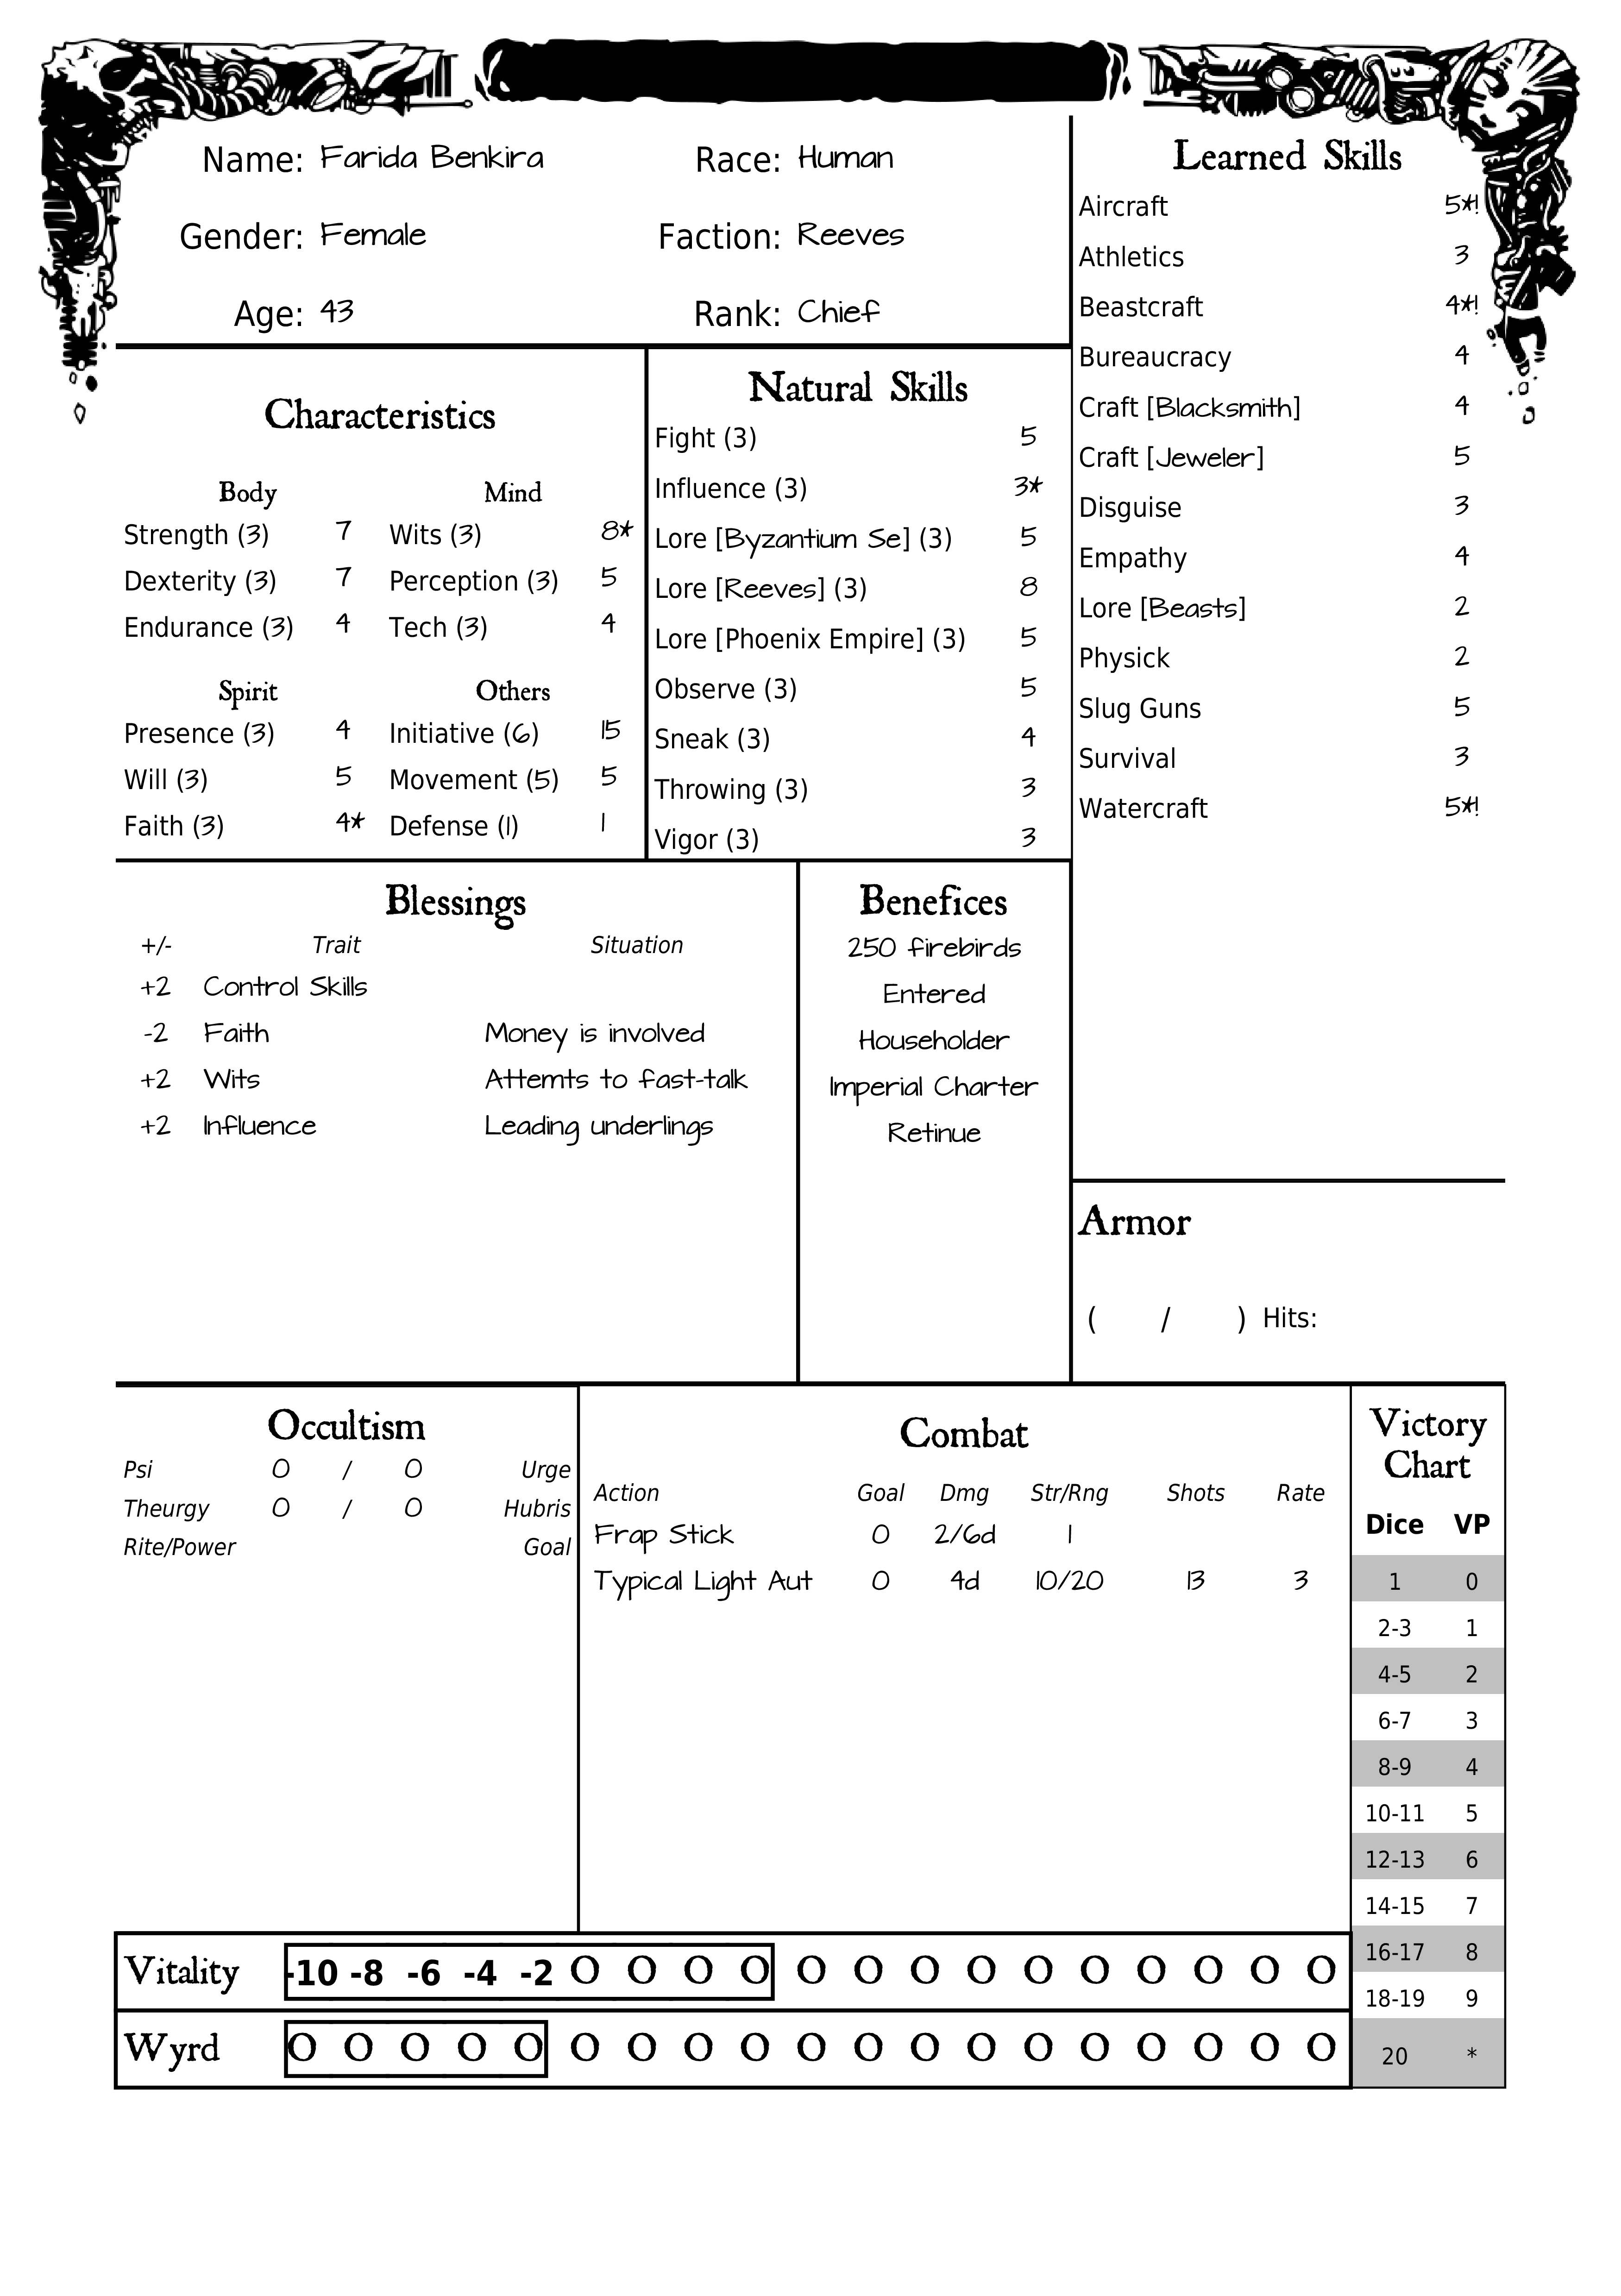 Name: Farida Benkira
Race: Human
Gender: Female
Faction: Reeves
Age: 43
Rank: Chief
Characteristics
Body
Mind
Strength (3) 7 Wits (3) 8*
Dexterity (3) 7 Perception (3) 5
Endurance (3) 4 Tech (3) 4
Spirit
Others
Presence (3) 4 Initiative (6) 15
Will (3) 5 Movement (5) 5
Faith (3) 4* Defense (1) 1
Natural Skills
Fight (3) 5
Influence (3) 3*
Lore [Byzantium Se] (3) 5
Lore [Reeves] (3) 8
Lore [Phoenix Empire] (3) 5
Observe (3) 5
Sneak (3) 4
Throwing (3) 3
Vigor (3) 3
Learned Skills
Aircraft 5*!
Athletics 3
Beastcraft 4*!
Bureaucracy 4
Craft [Blacksmith] 4
Craft [Jeweler] 5
Disguise 3
Empathy 4
Lore [Beasts] 2
Physick 2
Slug Guns 5
Survival 3
Watercraft 5*!
Blessings
+/- Trait Situation
+2 Control Skills
-2 Faith Money is involved
+2 Wits Attemts to fast-talk
+2 Influence Leading underlings
Benefices
250 firebirds
Entered
Householder
Imperial Charter
Retinue
Armor
( / ) Hits:
Occultism
Psi 0 / 0 Urge
Theurgy 0 / 0 Hubris
Rite/Power Goal
Combat
Action Goal Dmg Str/Rng Shots Rate
Frap Stick 0 2/6d 1
Typical Light Aut 0 4d 10/20 13 3
Victory
Chart
Dice VP
1 0
2-3 1
4-5 2
6-7 3
8-9 4
10-11 5
12-13 6
14-15 7
16-17 8
18-19 9
20 *
Vitality -10 -8 -6 -4 -2 O O O O O O O O O O O O O O
Wyrd O O O O O O O O O O O O O O O O O O O